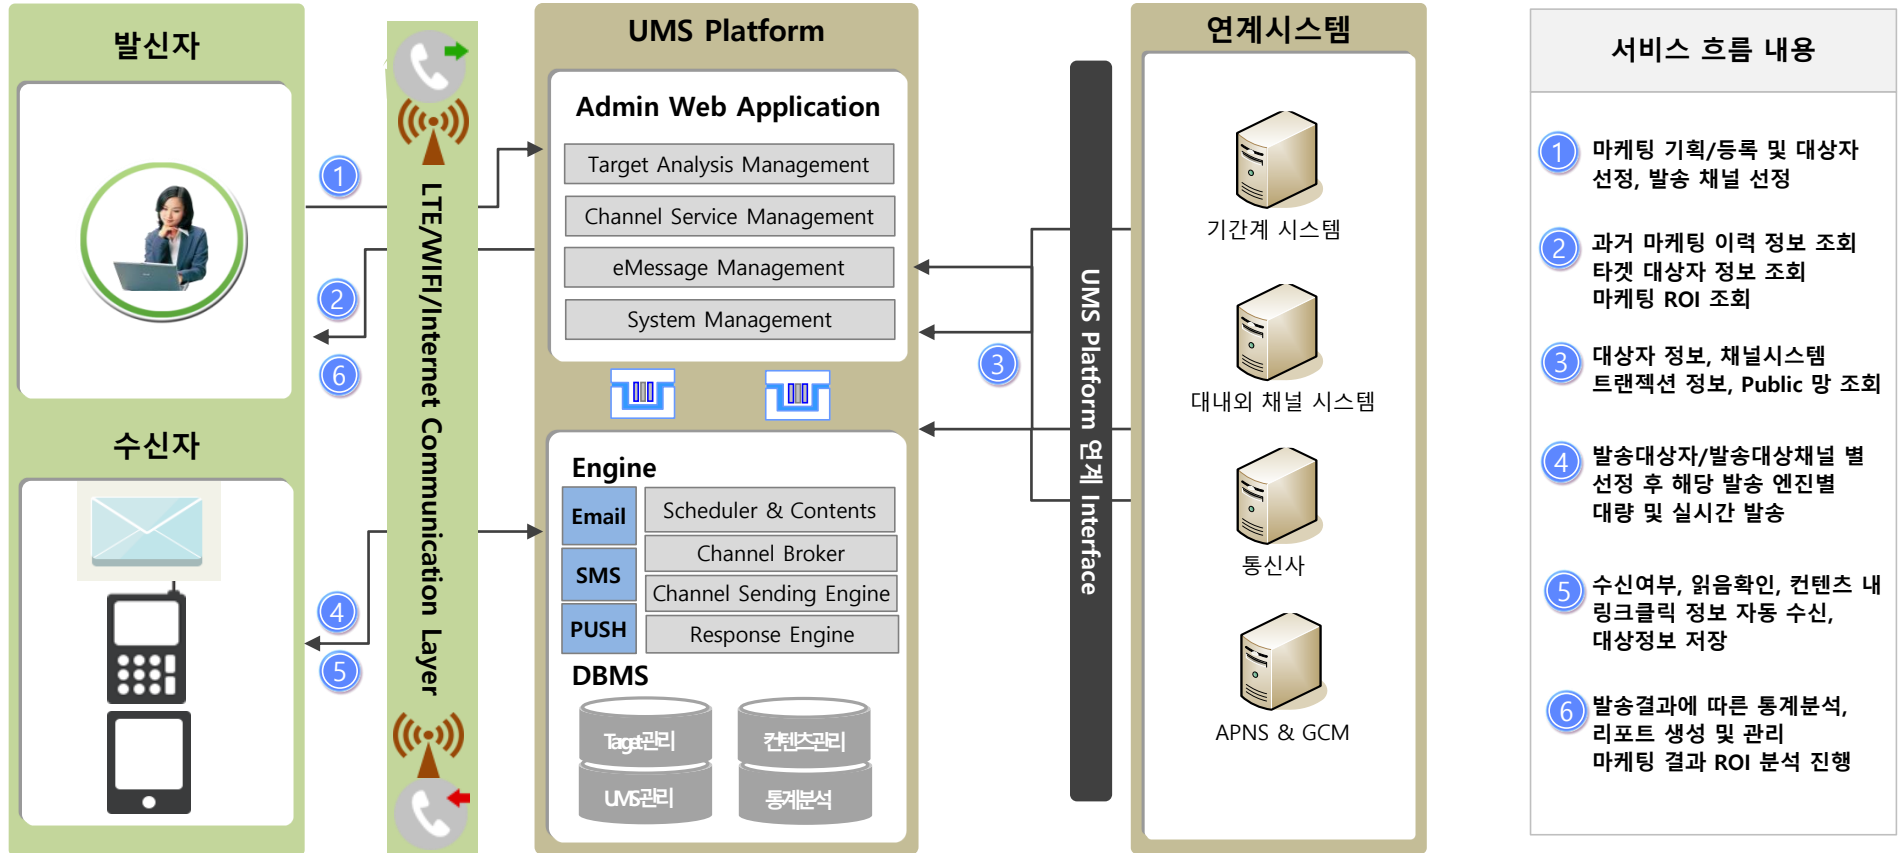 발신자
1
2
6
수신자
4
5
LTE/WIFI/Internet Communication Layer
UMS Platform
Admin Web Application
Target Analysis Management
Channel Service Management
eMessage Management
System Management
Engine
Email
SMS
PUSH
Scheduler & Contents
Channel Broker
Channel Sending Engine
Response Engine
DBMS
Target관리
UMS관리
컨텐츠관리
통계분석
3
UMS Platform 연계 Interface
연계시스템
기간계 시스템
대내외 채널 시스템
통신사
APNS & GCM
서비스 흐름 내용
1 마케팅 기획/등록 및 대상자
선정, 발송 채널 선정
2 과거 마케팅 이력 정보 조회
타겟 대상자 정보 조회
마케팅 ROI 조회
3 대상자 정보, 채널시스템
트랜젝션 정보, Public 망 조회
4 발송대상자/발송대상채널 별
선정 후 해당 발송 엔진별
대량 및 실시간 발송
5 수신여부, 읽음확인, 컨텐츠 내
링크클릭 정보 자동 수신,
대상정보 저장
6 발송결과에 따른 통계분석,
리포트 생성 및 관리
마케팅 결과 ROI 분석 진행